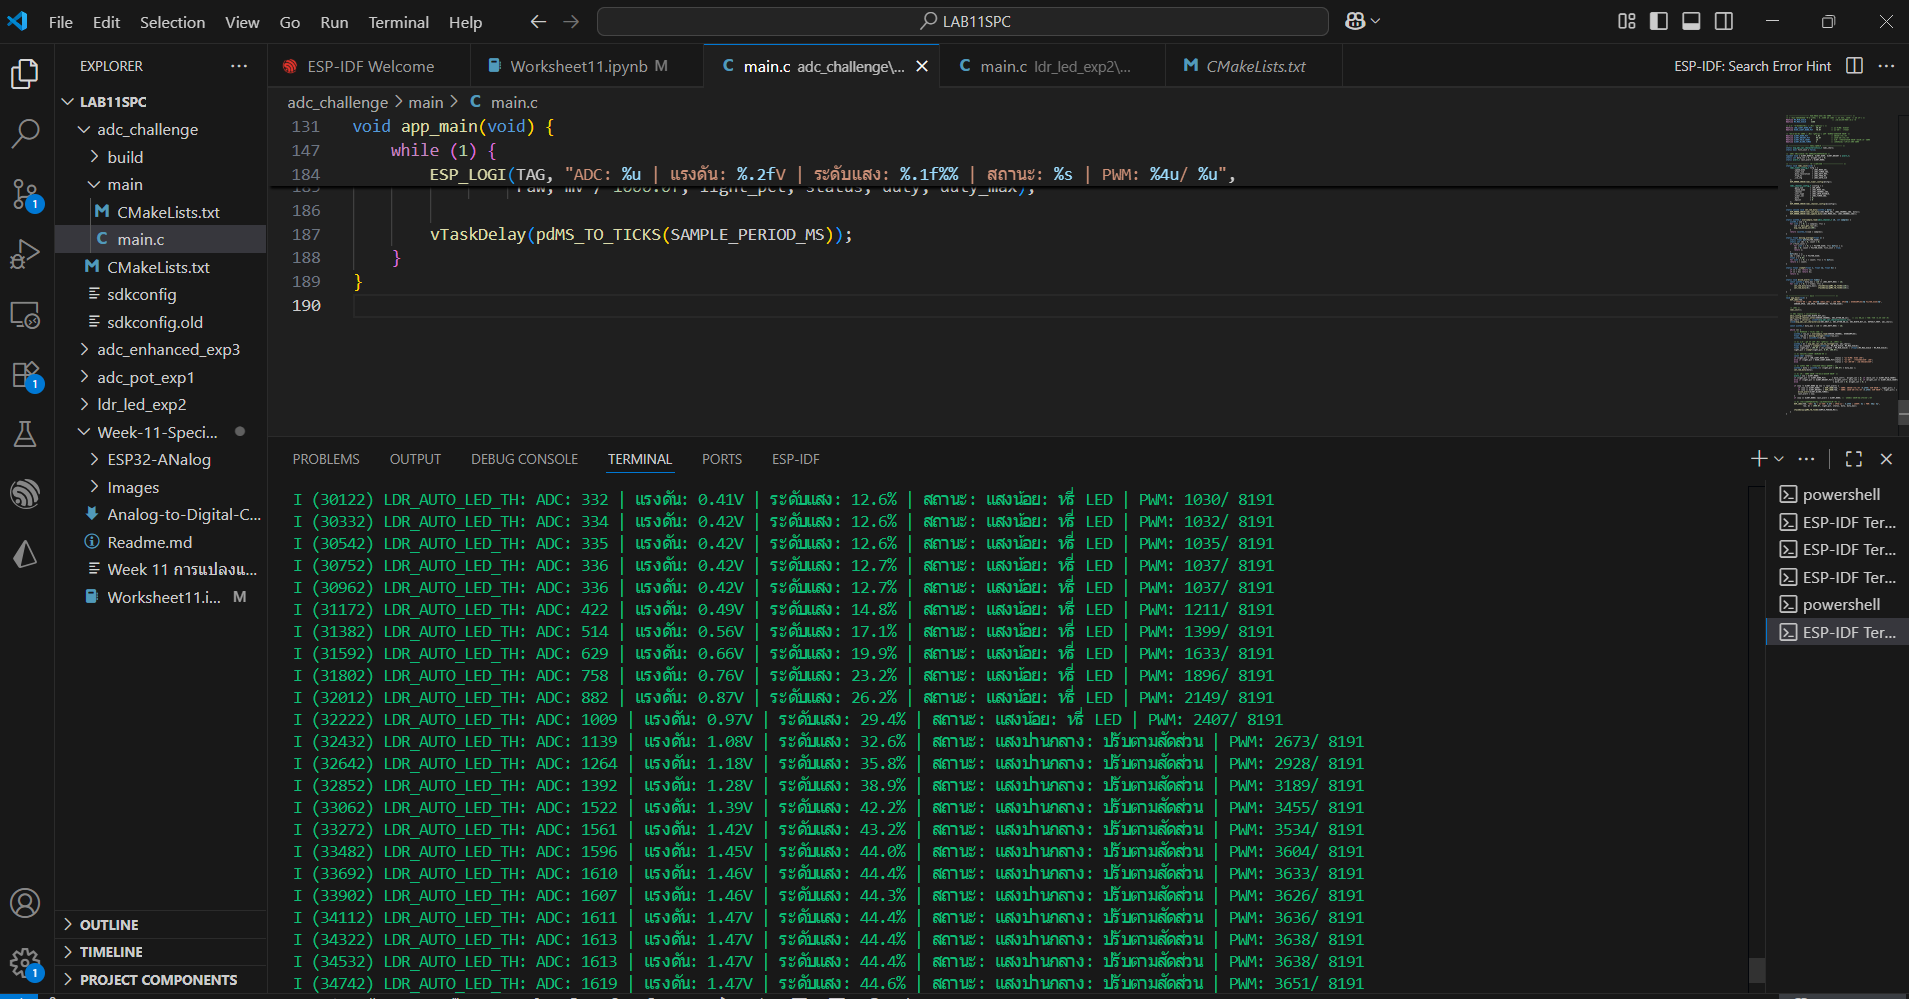 File Edit Selection View Go Run Terminal Help LAB11SPC
EXPLORER
ESP-IDF Welcome Worksheet11.ipynb M main.c adc_challenge\... main.c ldr_led_exp2\... CMakeLists.txt ESP-IDF: Search Error Hint
LAB11SPC
adc_challenge
build
main
CMakeLists.txt
main.c
CMakeLists.txt
sdkconfig
sdkconfig.old
adc_enhanced_exp3
adc_pot_exp1
ldr_led_exp2
Week-11-Speci...
ESP32-ANalog
Images
Analog-to-Digital-C...
Readme.md
Week 11 การแปลงแ...
Worksheet11.i... M
OUTLINE
TIMELINE
PROJECT COMPONENTS
adc_challenge > main > C main.c
131 void app_main(void) {
147 while (1) {
184 ESP_LOGI(TAG, "ADC: %u | แรงดัน: %.2fV | ระดับแสง: %.1f%% | สถานะ: %s | PWM: %4u/ %u",
185 raw, mv / 1000.0f, light_pct, status, duty, duty_max);
186
187 vTaskDelay(pdMS_TO_TICKS(SAMPLE_PERIOD_MS));
188 }
189 }
190
PROBLEMS OUTPUT DEBUG CONSOLE TERMINAL PORTS ESP-IDF
I (30122) LDR_AUTO_LED_TH: ADC: 332 | แรงดัน: 0.41V | ระดับแสง: 12.6% | สถานะ: แสงน้อย: หรี่ LED | PWM: 1030/ 8191
I (30332) LDR_AUTO_LED_TH: ADC: 334 | แรงดัน: 0.42V | ระดับแสง: 12.6% | สถานะ: แสงน้อย: หรี่ LED | PWM: 1032/ 8191
I (30542) LDR_AUTO_LED_TH: ADC: 335 | แรงดัน: 0.42V | ระดับแสง: 12.6% | สถานะ: แสงน้อย: หรี่ LED | PWM: 1035/ 8191
I (30752) LDR_AUTO_LED_TH: ADC: 336 | แรงดัน: 0.42V | ระดับแสง: 12.7% | สถานะ: แสงน้อย: หรี่ LED | PWM: 1037/ 8191
I (30962) LDR_AUTO_LED_TH: ADC: 336 | แรงดัน: 0.42V | ระดับแสง: 12.7% | สถานะ: แสงน้อย: หรี่ LED | PWM: 1037/ 8191
I (31172) LDR_AUTO_LED_TH: ADC: 422 | แรงดัน: 0.49V | ระดับแสง: 14.8% | สถานะ: แสงน้อย: หรี่ LED | PWM: 1211/ 8191
I (31382) LDR_AUTO_LED_TH: ADC: 514 | แรงดัน: 0.56V | ระดับแสง: 17.1% | สถานะ: แสงน้อย: หรี่ LED | PWM: 1399/ 8191
I (31592) LDR_AUTO_LED_TH: ADC: 629 | แรงดัน: 0.66V | ระดับแสง: 19.9% | สถานะ: แสงน้อย: หรี่ LED | PWM: 1633/ 8191
I (31802) LDR_AUTO_LED_TH: ADC: 758 | แรงดัน: 0.76V | ระดับแสง: 23.2% | สถานะ: แสงน้อย: หรี่ LED | PWM: 1896/ 8191
I (32012) LDR_AUTO_LED_TH: ADC: 882 | แรงดัน: 0.87V | ระดับแสง: 26.2% | สถานะ: แสงน้อย: หรี่ LED | PWM: 2149/ 8191
I (32222) LDR_AUTO_LED_TH: ADC: 1009 | แรงดัน: 0.97V | ระดับแสง: 29.4% | สถานะ: แสงน้อย: หรี่ LED | PWM: 2407/ 8191
I (32432) LDR_AUTO_LED_TH: ADC: 1139 | แรงดัน: 1.08V | ระดับแสง: 32.6% | สถานะ: แสงปานกลาง: ปรับตามสัดส่วน | PWM: 2673/ 8191
I (32642) LDR_AUTO_LED_TH: ADC: 1264 | แรงดัน: 1.18V | ระดับแสง: 35.8% | สถานะ: แสงปานกลาง: ปรับตามสัดส่วน | PWM: 2928/ 8191
I (32852) LDR_AUTO_LED_TH: ADC: 1392 | แรงดัน: 1.28V | ระดับแสง: 38.9% | สถานะ: แสงปานกลาง: ปรับตามสัดส่วน | PWM: 3189/ 8191
I (33062) LDR_AUTO_LED_TH: ADC: 1522 | แรงดัน: 1.39V | ระดับแสง: 42.2% | สถานะ: แสงปานกลาง: ปรับตามสัดส่วน | PWM: 3455/ 8191
I (33272) LDR_AUTO_LED_TH: ADC: 1561 | แรงดัน: 1.42V | ระดับแสง: 43.2% | สถานะ: แสงปานกลาง: ปรับตามสัดส่วน | PWM: 3534/ 8191
I (33482) LDR_AUTO_LED_TH: ADC: 1596 | แรงดัน: 1.45V | ระดับแสง: 44.0% | สถานะ: แสงปานกลาง: ปรับตามสัดส่วน | PWM: 3604/ 8191
I (33692) LDR_AUTO_LED_TH: ADC: 1610 | แรงดัน: 1.46V | ระดับแสง: 44.4% | สถานะ: แสงปานกลาง: ปรับตามสัดส่วน | PWM: 3633/ 8191
I (33902) LDR_AUTO_LED_TH: ADC: 1607 | แรงดัน: 1.46V | ระดับแสง: 44.3% | สถานะ: แสงปานกลาง: ปรับตามสัดส่วน | PWM: 3626/ 8191
I (34112) LDR_AUTO_LED_TH: ADC: 1611 | แรงดัน: 1.47V | ระดับแสง: 44.4% | สถานะ: แสงปานกลาง: ปรับตามสัดส่วน | PWM: 3636/ 8191
I (34322) LDR_AUTO_LED_TH: ADC: 1613 | แรงดัน: 1.47V | ระดับแสง: 44.4% | สถานะ: แสงปานกลาง: ปรับตามสัดส่วน | PWM: 3638/ 8191
I (34532) LDR_AUTO_LED_TH: ADC: 1613 | แรงดัน: 1.47V | ระดับแสง: 44.4% | สถานะ: แสงปานกลาง: ปรับตามสัดส่วน | PWM: 3638/ 8191
I (34742) LDR_AUTO_LED_TH: ADC: 1619 | แรงดัน: 1.47V | ระดับแสง: 44.6% | สถานะ: แสงปานกลาง: ปรับตามสัดส่วน | PWM: 3651/ 8191
powershell
ESP-IDF Ter...
ESP-IDF Ter...
ESP-IDF Ter...
powershell
ESP-IDF Ter...